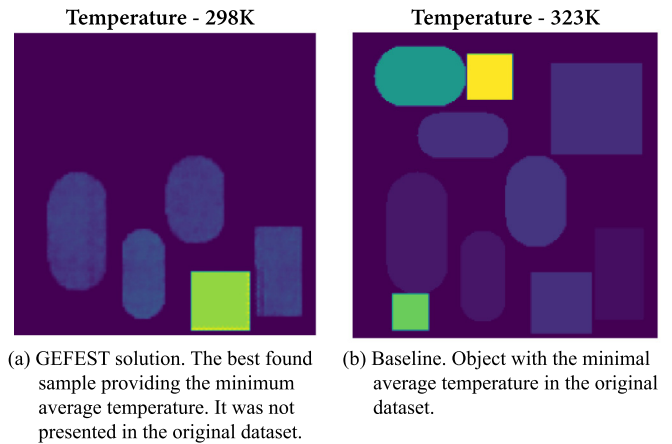 Temperature - 298K
Temperature - 323K
(a) GEFEST solution. The best found
sample providing the minimum
average temperature. It was not
presented in the original dataset.
(b) Baseline. Object with the minimal
average temperature in the original
dataset.